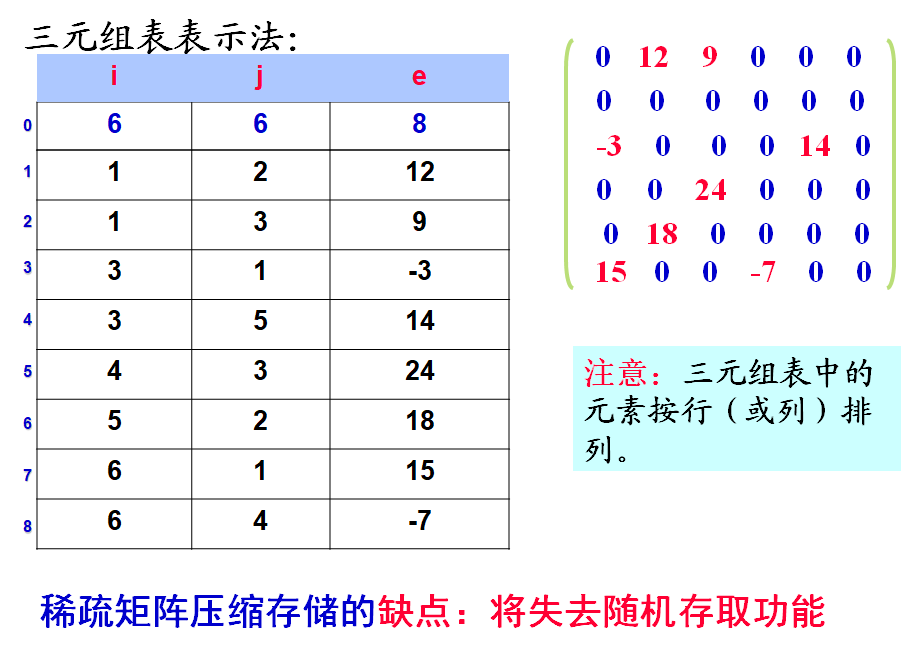 三元组表表示法：
i j e
0 6 6 8
1 1 2 12
2 1 3 9
3 3 1 -3
4 3 5 14
5 4 3 24
6 5 2 18
7 6 1 15
8 6 4 -7
0 12 9 0 0 0
0 0 0 0 0 0
-3 0 0 0 14 0
0 0 24 0 0 0
0 18 0 0 0 0
15 0 0 -7 0 0
注意：三元组表中的
元素按行（或列）排
列。
稀疏矩阵压缩存储的缺点：将失去随机存取功能